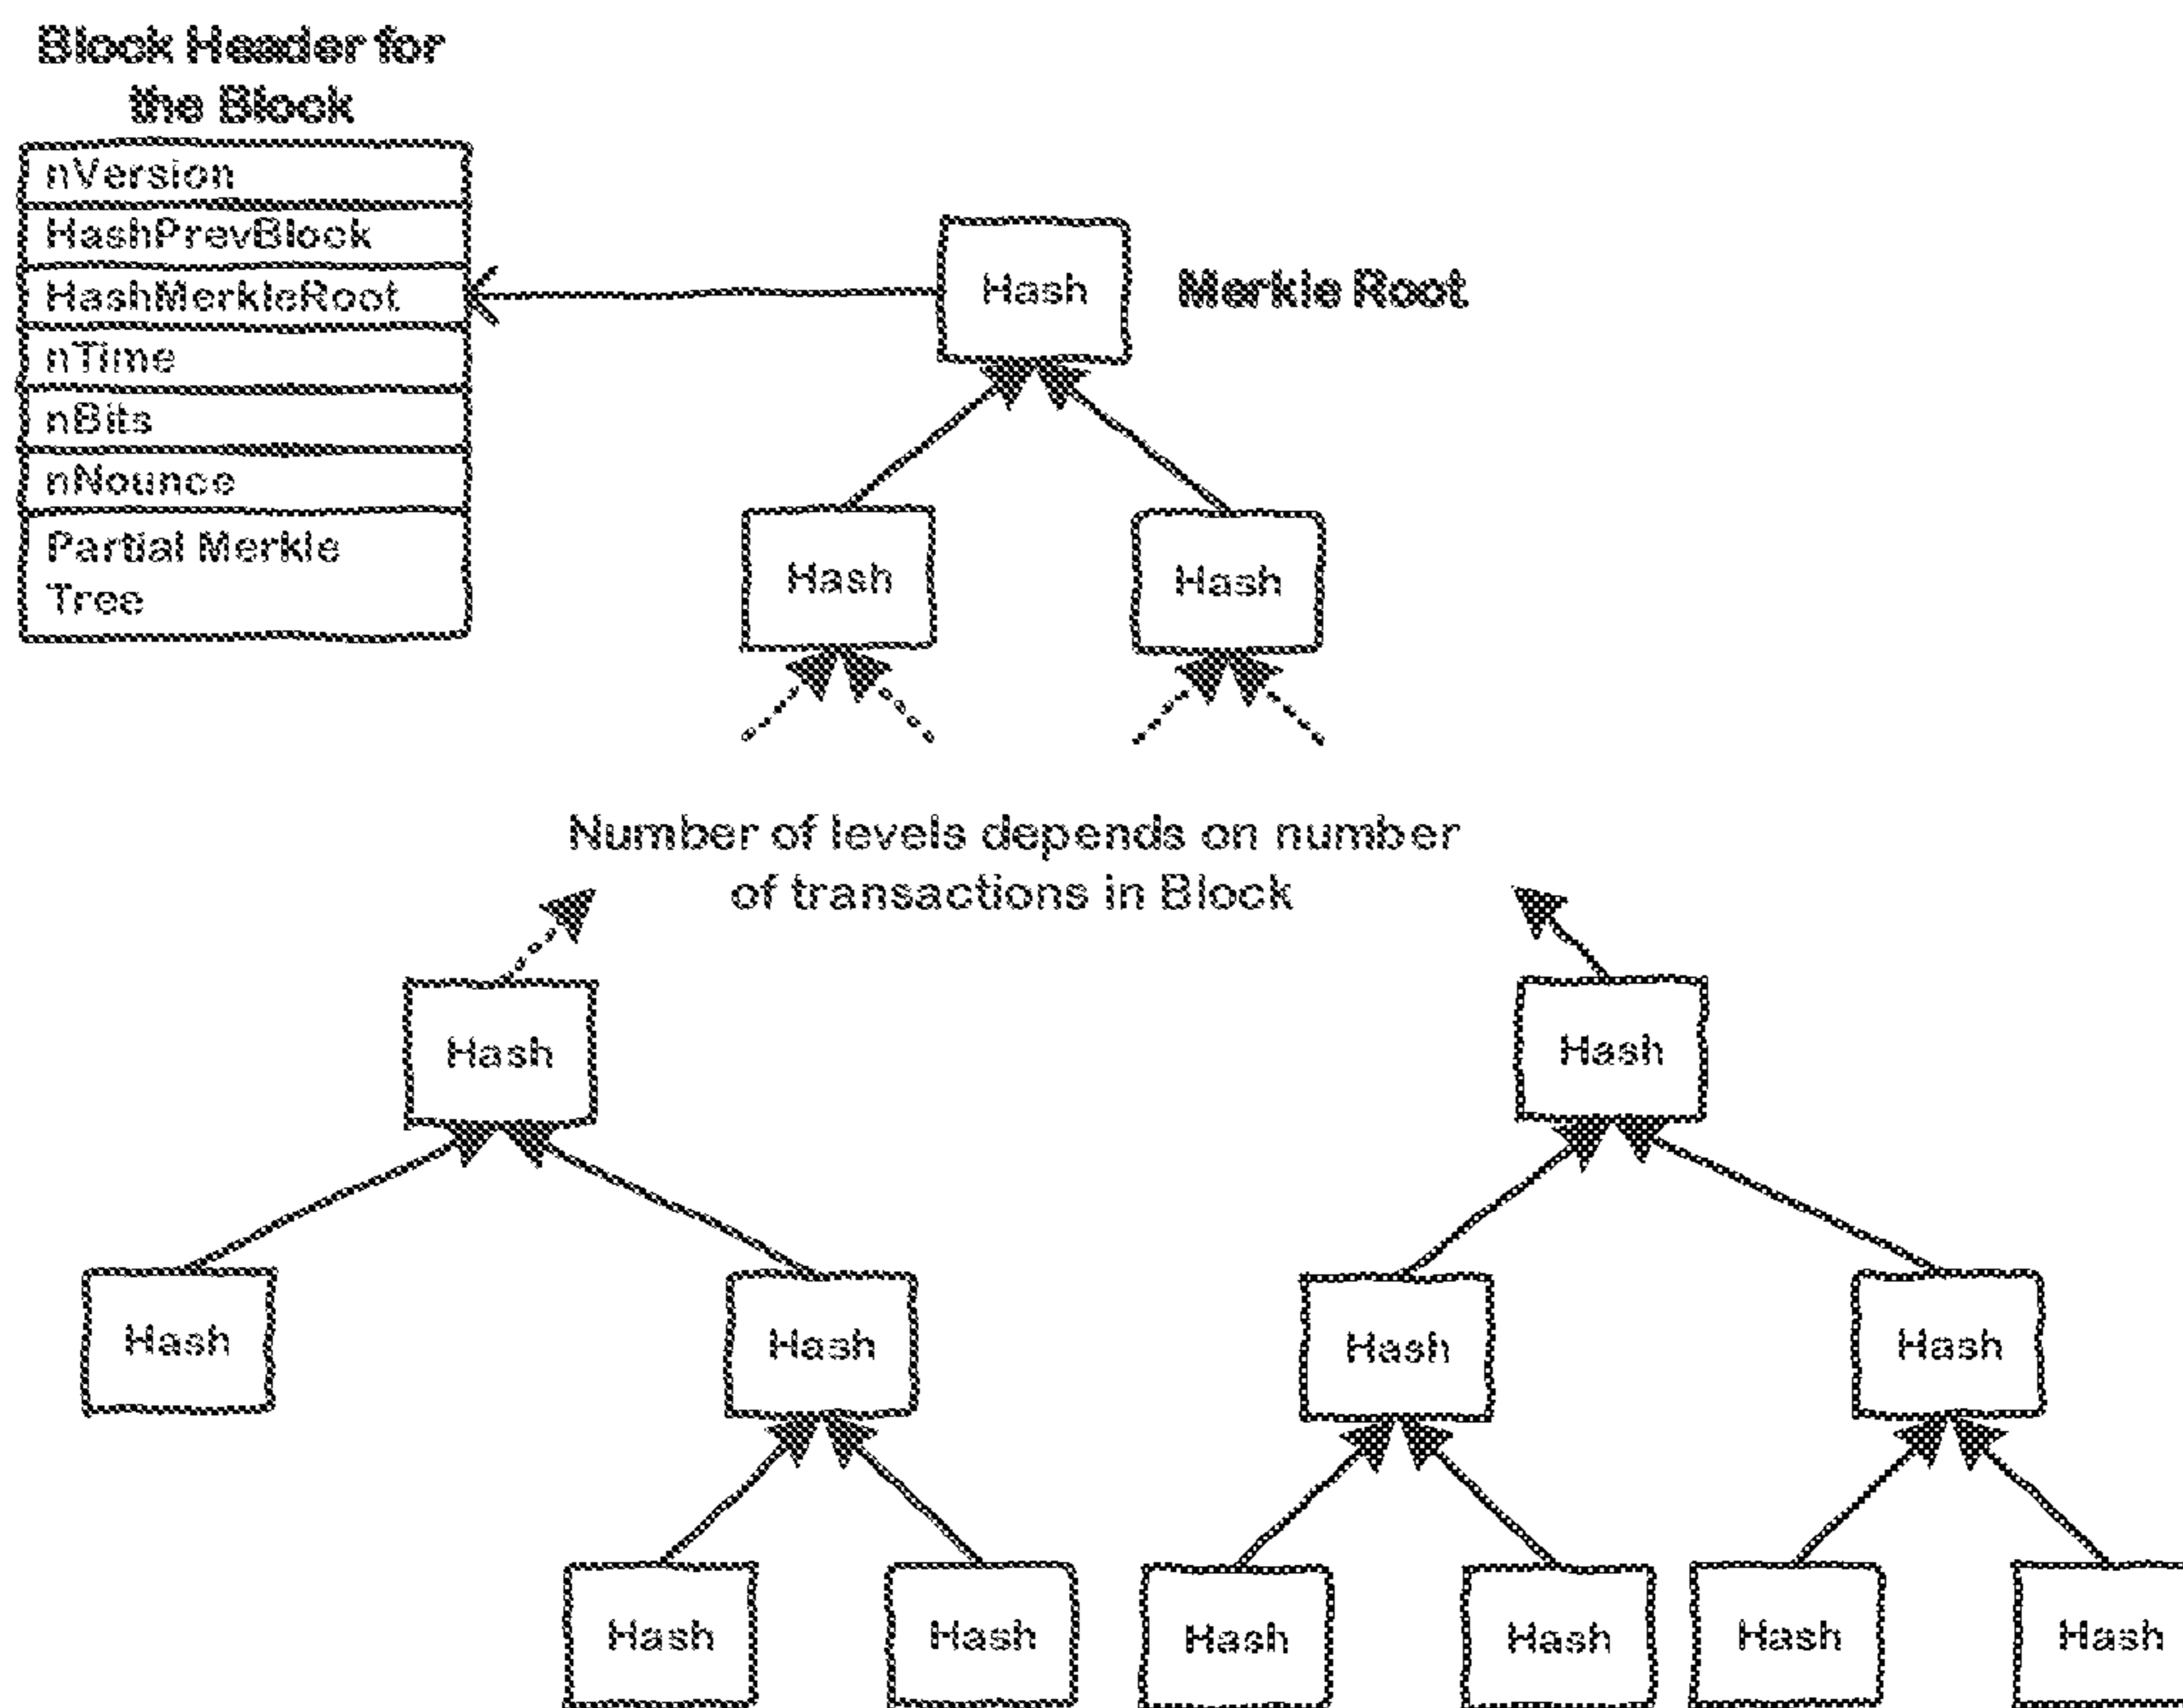 Block Header for
the Block
nVersion
HashPrevBlock
HashMerkleRoot
nTime
nBits
nNounce
Partial Merkle
Tree
Hash
Merkle Root
Hash
Hash
Number of levels depends on number
of transactions in Block
Hash
Hash
Hash
Hash
Hash
Hash
Hash
Hash
Hash
Hash
Hash
Hash